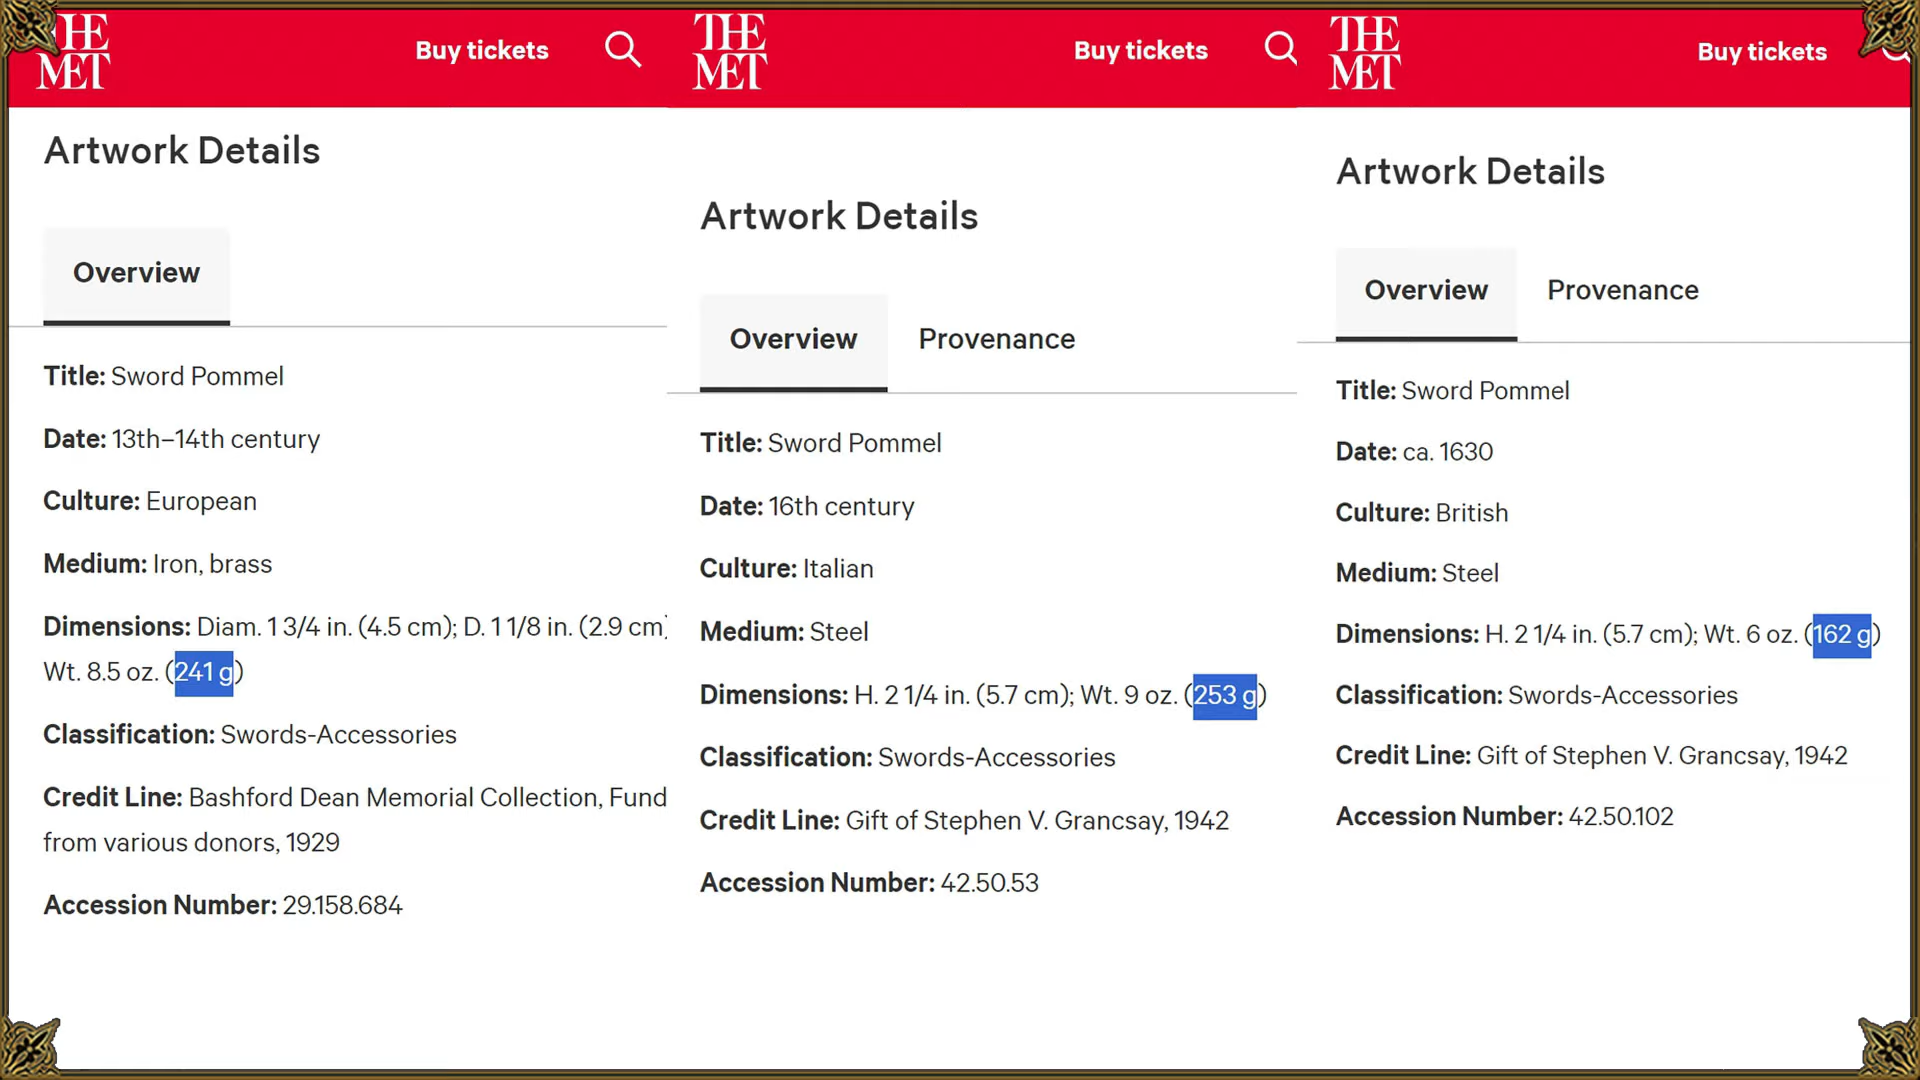 THE
MET
Buy tickets
Artwork Details
Overview
Title: Sword Pommel
Date: 13th–14th century
Culture: European
Medium: Iron, brass
Dimensions: Diam. 1 3/4 in. (4.5 cm); D. 1 1/8 in. (2.9 cm)
Wt. 8.5 oz. (241 g)
Classification: Swords-Accessories
Credit Line: Bashford Dean Memorial Collection, Fund
from various donors, 1929
Accession Number: 29.158.684
THE
MET
Buy tickets
Artwork Details
Overview Provenance
Title: Sword Pommel
Date: 16th century
Culture: Italian
Medium: Steel
Dimensions: H. 2 1/4 in. (5.7 cm); Wt. 9 oz. (253 g)
Classification: Swords-Accessories
Credit Line: Gift of Stephen V. Grancsay, 1942
Accession Number: 42.50.53
THE
MET
Buy tickets
Artwork Details
Overview Provenance
Title: Sword Pommel
Date: ca. 1630
Culture: British
Medium: Steel
Dimensions: H. 2 1/4 in. (5.7 cm); Wt. 6 oz. (162 g)
Classification: Swords-Accessories
Credit Line: Gift of Stephen V. Grancsay, 1942
Accession Number: 42.50.102